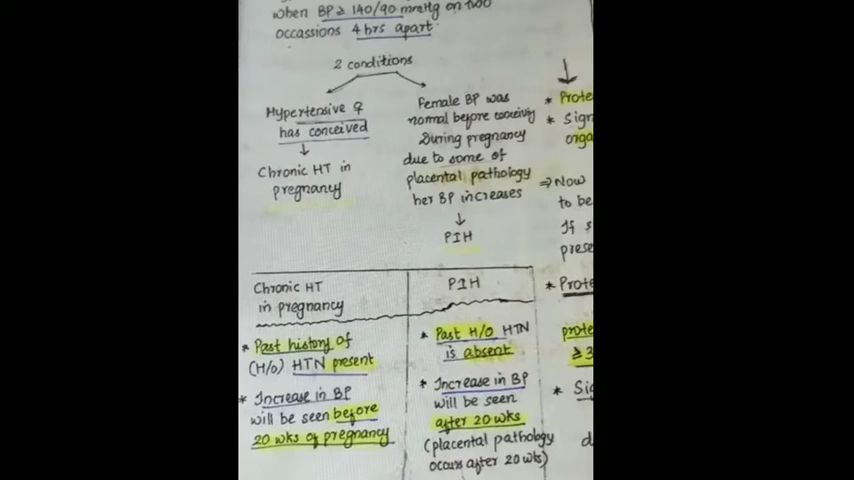 when BP ≥ 140/90 mmHg on two
occassions 4 hrs apart
2 conditions
Hypertensive ♀
has conceived
↓
Chronic HT in
pregnancy
Female BP was
normal before conceiving
During pregnancy
due to some of
placental pathology
her BP increases
↓
PIH
Chronic HT
in pregnancy
* Past history of
(H/o) HTN present
* Increase in BP
will be seen before
20 wks of pregnancy
PIH
* Past H/O HTN
is absent
* Increase in BP
will be seen
after 20 wks
(placental pathology
occurs after 20 wks)
* Prote
* Sign
orga
⇒ Now
to be
If s
prese
* Prote
prote
≥ 3
* Sig
d